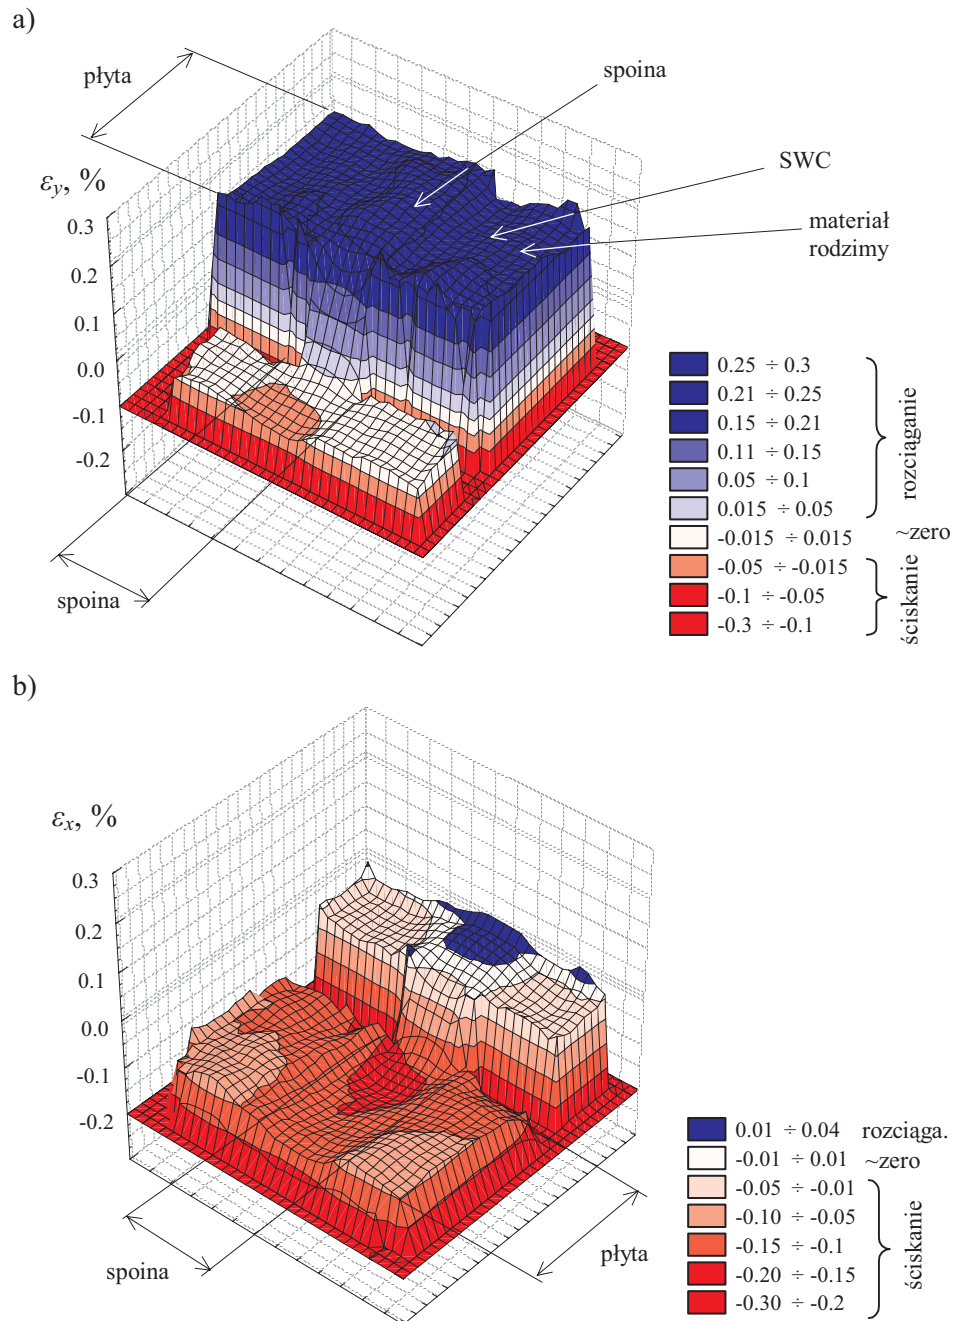 a)
płyta
spoina
SWC
materiał
rodzimy
εy, %
0.3
0.2
0.1
0.0
-0.1
-0.2
spoina
0.25 ÷ 0.3
0.21 ÷ 0.25
0.15 ÷ 0.21
0.11 ÷ 0.15
0.05 ÷ 0.1
0.015 ÷ 0.05
-0.015 ÷ 0.015
-0.05 ÷ -0.015
-0.1 ÷ -0.05
-0.3 ÷ -0.1
rozciąganie
~zero
ściskanie
b)
εx, %
0.3
0.2
0.1
0.0
-0.1
-0.2
spoina
płyta
0.01 ÷ 0.04 rozciąga.
-0.01 ÷ 0.01 ~zero
-0.05 ÷ -0.01
-0.10 ÷ -0.05
-0.15 ÷ -0.1
-0.20 ÷ -0.15
-0.30 ÷ -0.2
ściskanie